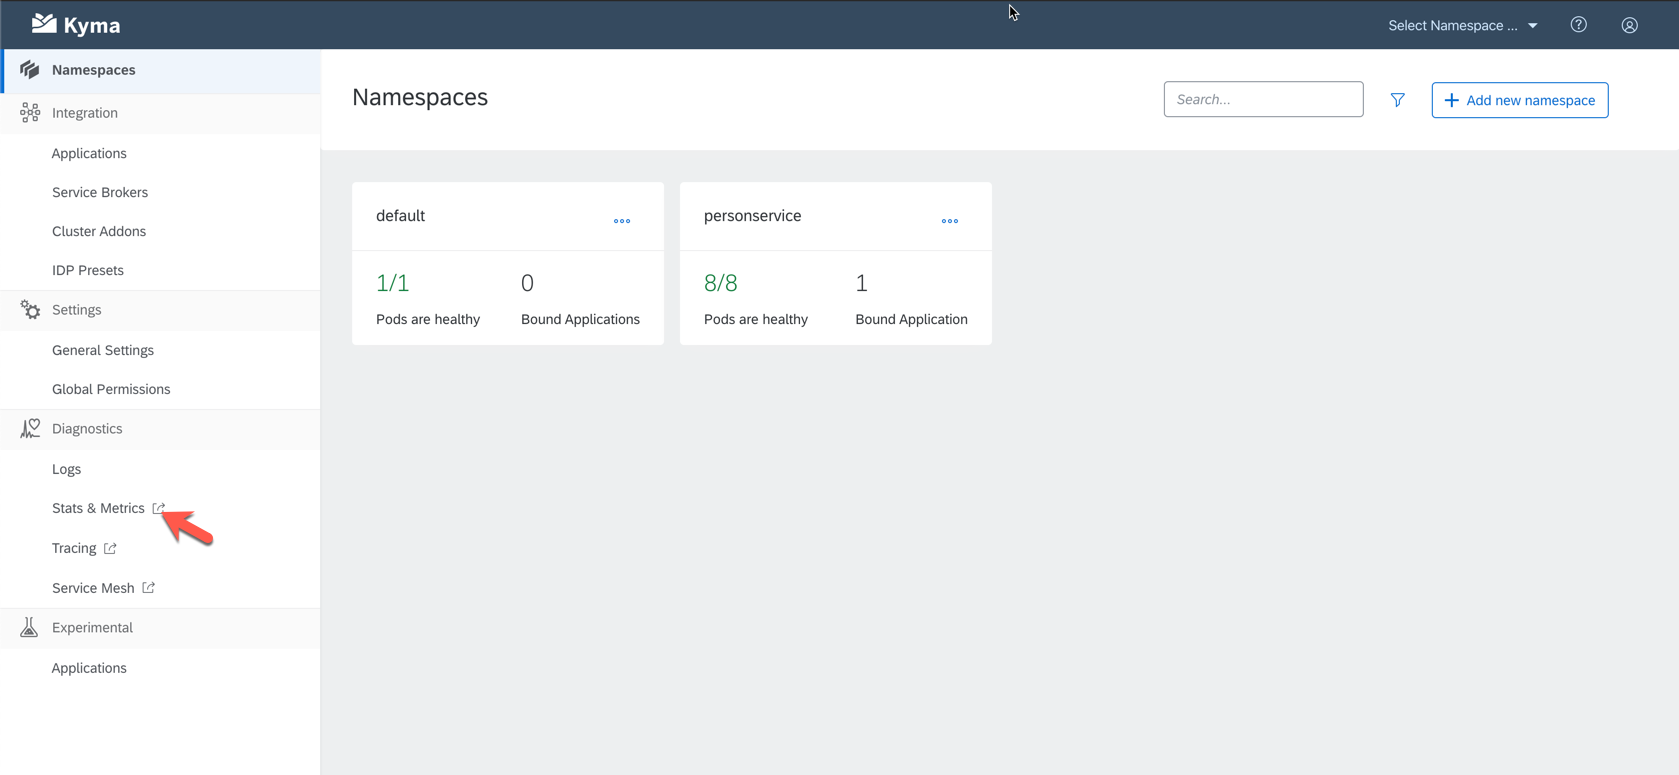 Kyma
Select Namespace ...
Namespaces
Integration
Applications
Service Brokers
Cluster Addons
IDP Presets
Settings
General Settings
Global Permissions
Diagnostics
Logs
Stats & Metrics
Tracing
Service Mesh
Experimental
Applications
Namespaces
Search...
Add new namespace
default
1/1
0
Pods are healthy
Bound Applications
personservice
8/8
1
Pods are healthy
Bound Application